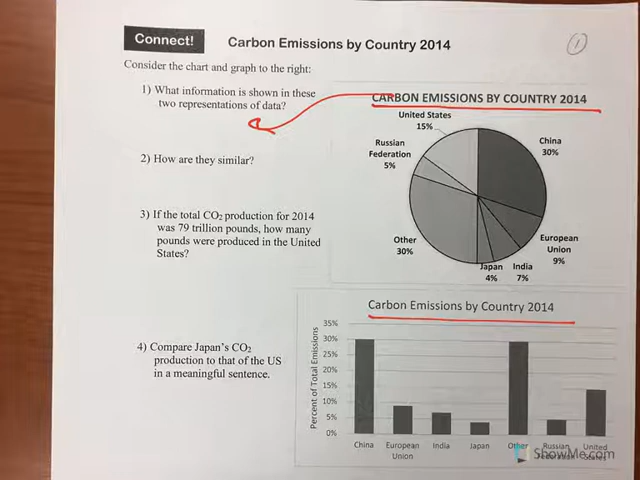 Connect!
Carbon Emissions by Country 2014
1
Consider the chart and graph to the right:
1) What information is shown in these
two representations of data?
2) How are they similar?
3) If the total CO₂ production for 2014
was 79 trillion pounds, how many
pounds were produced in the United
States?
4) Compare Japan's CO₂
production to that of the US
in a meaningful sentence.
CARBON EMISSIONS BY COUNTRY 2014
United States
15%
China
30%
Russian
Federation
5%
Other
30%
European
Union
9%
Japan
4%
India
7%
Carbon Emissions by Country 2014
Percent of Total Emissions
35%
30%
25%
20%
15%
10%
5%
0%
China
European
Union
India
Japan
Other
Russian
Federation
United
States
ShowMe.com